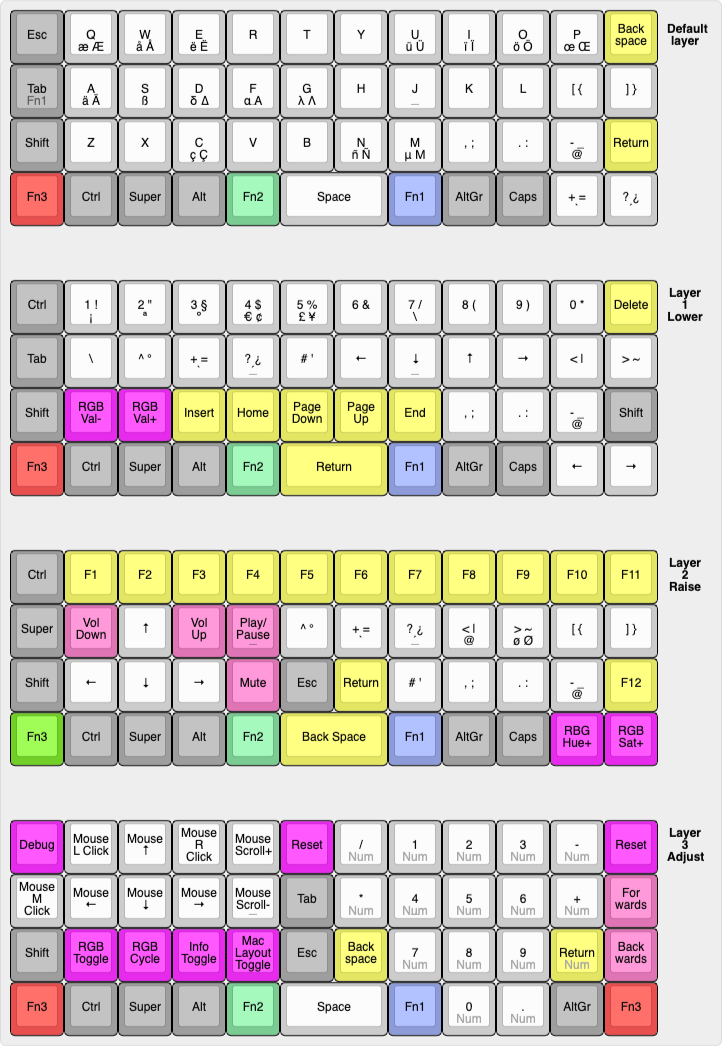 Esc Q W E R T Y U I O P Back space Default layer
æ Æ å Å ë Ë ü Ü ï Ï ö Ö œ Œ
Tab A S D F G H J K L [ { ] }
Fn1 ä Ä ß δ Δ α A λ Λ _
Shift Z X C V B N M , ; . : - _ Return
ç Ç ñ Ñ µ M @
Fn3 Ctrl Super Alt Fn2 Space Fn1 AltGr Caps + ̀ = ? ̗ ¿
Ctrl 1 ! 2 " 3 § 4 $ 5 % 6 & 7 / 8 ( 9 ) 0 * Delete Layer 1 Lower
¡ ª º € ¢ £ ¥ \
Tab \ ^ ° + ̀ = ? ̗ ¿ # ' ← ↓ ↑ → < | > ~
_ _
Shift RGB Val- RGB Val+ Insert Home Page Down Page Up End , ; . : - _ Shift
@
Fn3 Ctrl Super Alt Fn2 Return Fn1 AltGr Caps ← →
Ctrl F1 F2 F3 F4 F5 F6 F7 F8 F9 F10 F11 Layer 2 Raise
Super Vol Down ↑ Vol Up Play/ Pause ^ ° + ̀ = ? ̗ ¿ < | > ~ [ { ] }
_ _ @ ø Ø
Shift ← ↓ → Mute Esc Return # ' , ; . : - _ F12
@
Fn3 Ctrl Super Alt Fn2 Back Space Fn1 AltGr Caps RBG Hue+ RGB Sat+
Debug Mouse L Click Mouse ↑ Mouse R Click Mouse Scroll+ Reset / 1 2 3 - Reset Layer 3 Adjust
Num Num Num Num Num
Mouse M Click Mouse ← Mouse ↓ Mouse → Mouse Scroll- Tab * 4 5 6 + For wards
_ Num Num Num Num Num
Shift RGB Toggle RGB Cycle Info Toggle Mac Layout Toggle Esc Back space 7 8 9 Return Back wards
Num Num Num Num
Fn3 Ctrl Super Alt Fn2 Space Fn1 0 . AltGr Fn3
Num Num